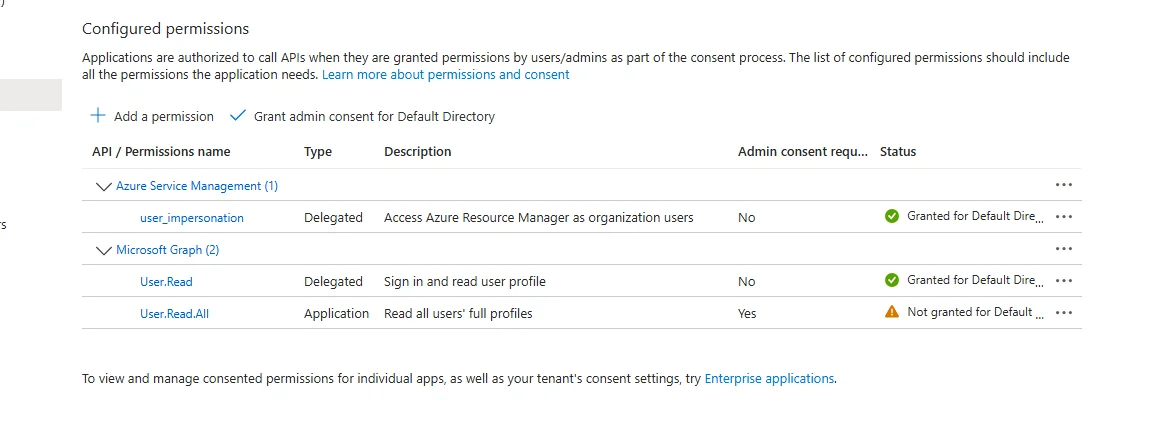 )
Configured permissions
Applications are authorized to call APIs when they are granted permissions by users/admins as part of the consent process. The list of configured permissions should include
all the permissions the application needs. Learn more about permissions and consent
Add a permission Grant admin consent for Default Directory
API / Permissions name Type Description Admin consent requ... Status
Azure Service Management (1) ...
user_impersonation Delegated Access Azure Resource Manager as organization users No Granted for Default Dire... ...
rs
Microsoft Graph (2) ...
User.Read Delegated Sign in and read user profile No Granted for Default Dire... ...
User.Read.All Application Read all users' full profiles Yes Not granted for Default ... ...
To view and manage consented permissions for individual apps, as well as your tenant's consent settings, try Enterprise applications.